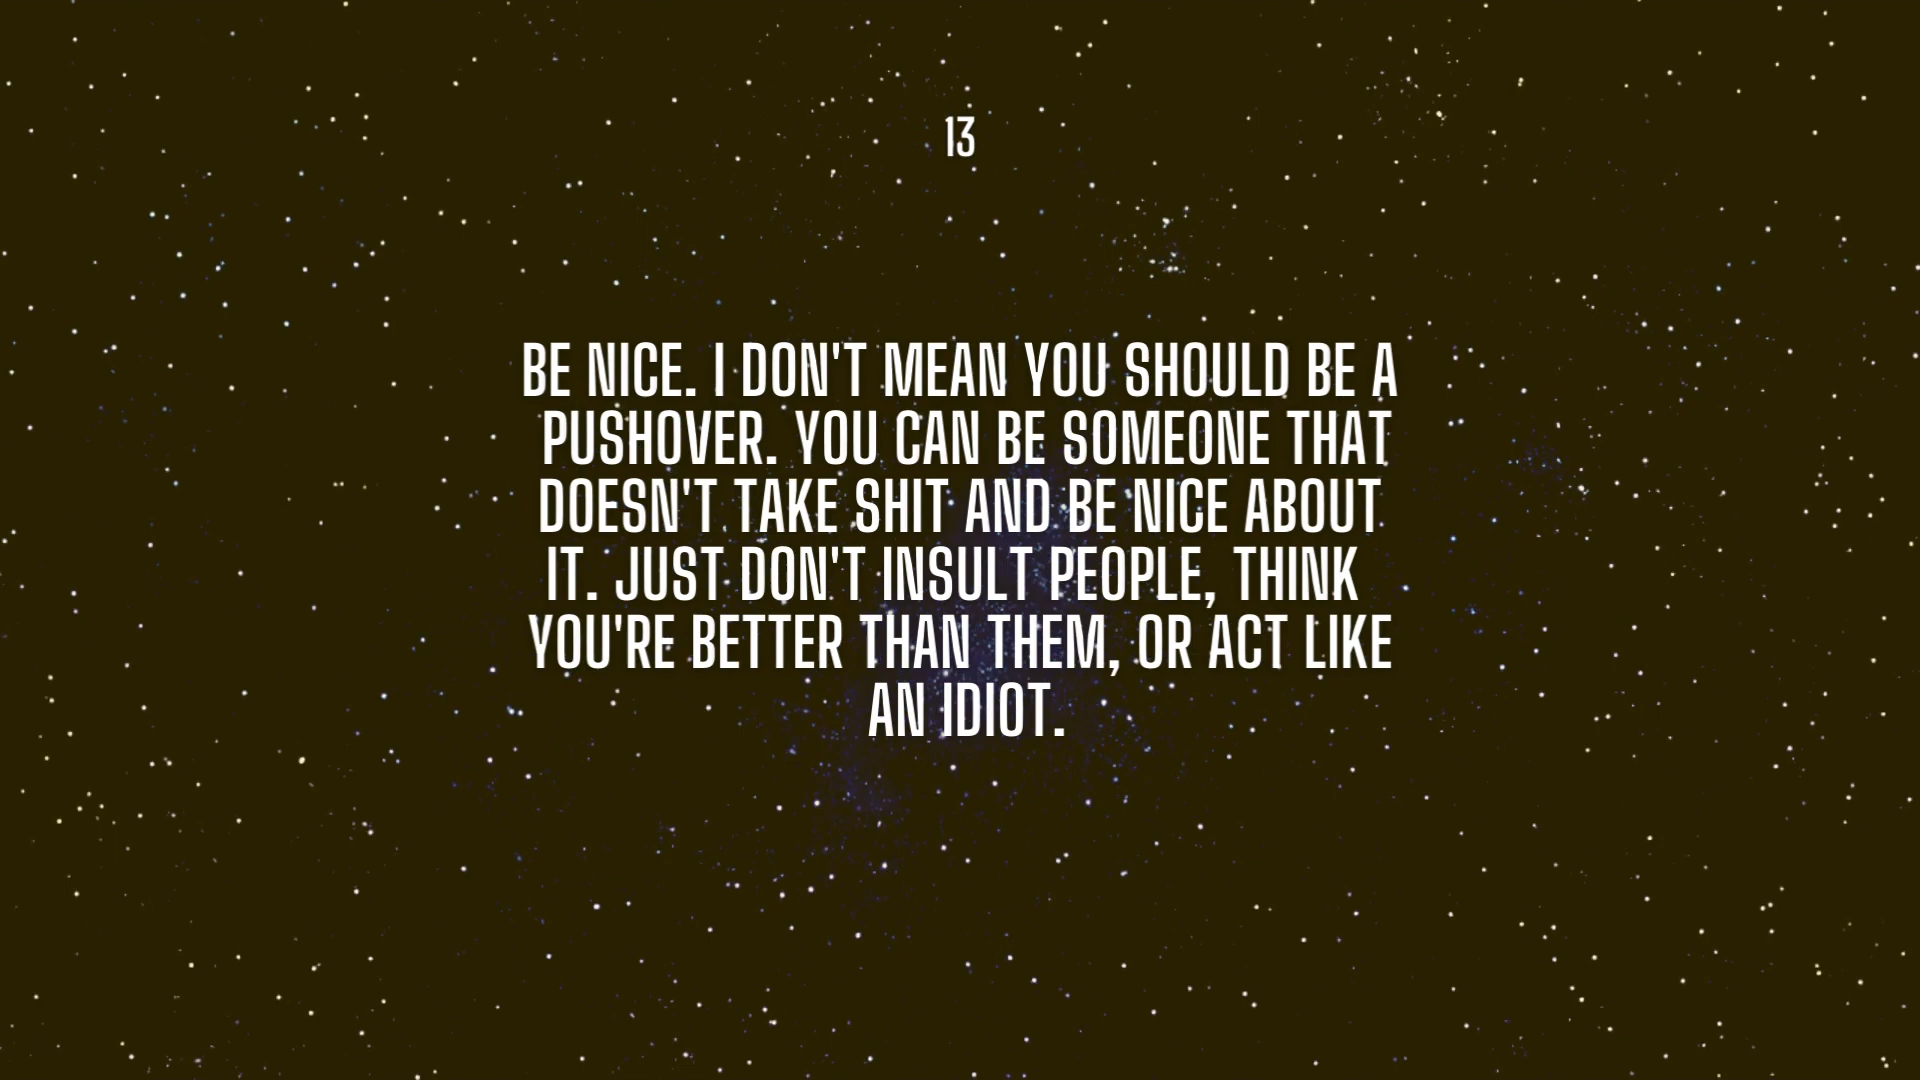 13
BE NICE. I DON'T MEAN YOU SHOULD BE A
PUSHOVER. YOU CAN BE SOMEONE THAT
DOESN'T TAKE SHIT AND BE NICE ABOUT
IT. JUST DON'T INSULT PEOPLE, THINK
YOU'RE BETTER THAN THEM, OR ACT LIKE
AN IDIOT.